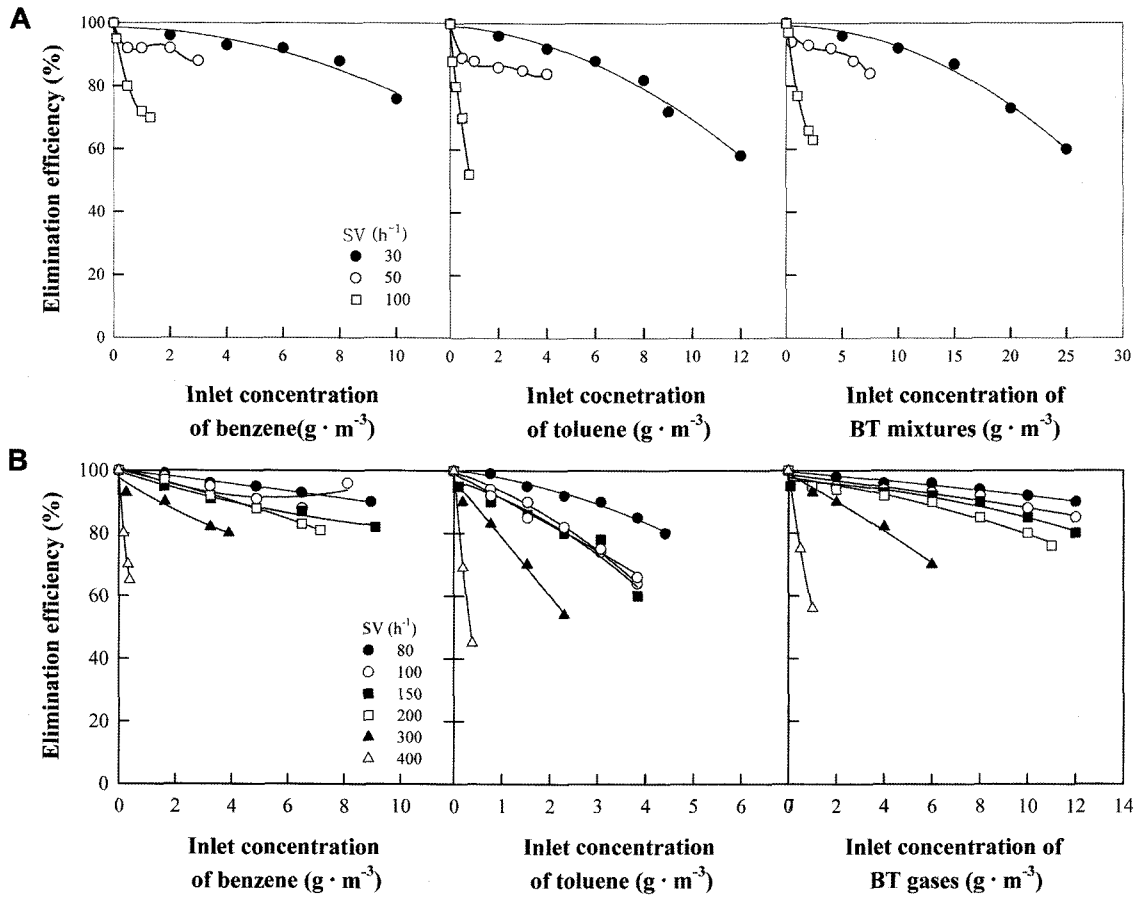 A
Elimination efficiency (%)
100
80
60
40
20
0
SV (h⁻¹)
30
50
100
0 2 4 6 8 10
0 2 4 6 8 10 12
0 5 10 15 20 25 30
Inlet concentration
of benzene(g · m⁻³)
Inlet cocnetration
of toluene (g · m⁻³)
Inlet concentration of
BT mixtures (g · m⁻³)
B
Elimination efficiency (%)
100
80
60
40
20
0
SV (h⁻¹)
80
100
150
200
300
400
0 2 4 6 8 10
0 1 2 3 4 5 6
0 2 4 6 8 10 12 14
Inlet concentration
of benzene (g · m⁻³)
Inlet concentration
of toluene (g · m⁻³)
Inlet concentration of
BT gases (g · m⁻³)